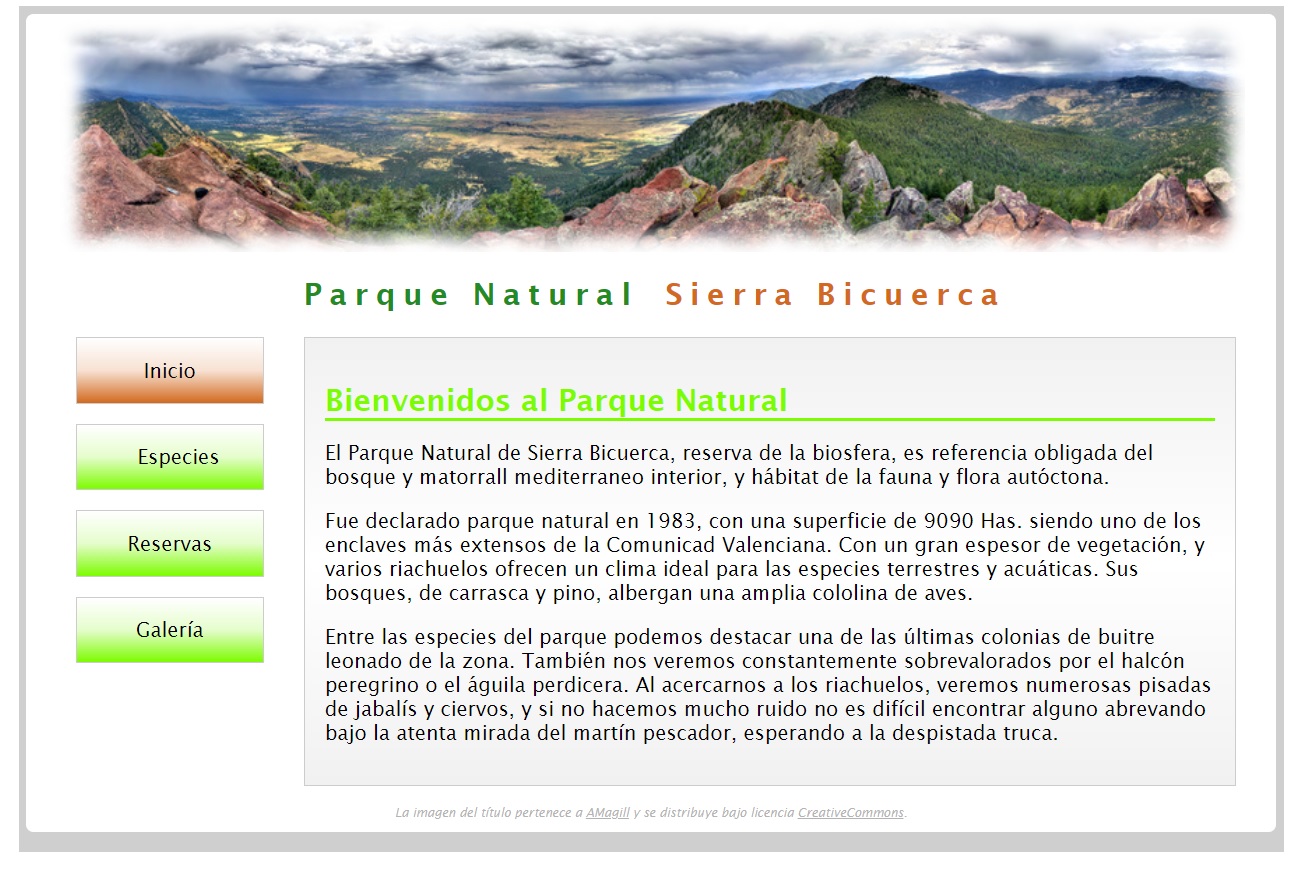 Parque Natural Sierra Bicuerca
Inicio
Especies
Reservas
Galería
Bienvenidos al Parque Natural
El Parque Natural de Sierra Bicuerca, reserva de la biosfera, es referencia obligada del
bosque y matorrall mediterraneo interior, y hábitat de la fauna y flora autóctona.
Fue declarado parque natural en 1983, con una superficie de 9090 Has. siendo uno de los
enclaves más extensos de la Comunicad Valenciana. Con un gran espesor de vegetación, y
varios riachuelos ofrecen un clima ideal para las especies terrestres y acuáticas. Sus
bosques, de carrasca y pino, albergan una amplia cololina de aves.
Entre las especies del parque podemos destacar una de las últimas colonias de buitre
leonado de la zona. También nos veremos constantemente sobrevalorados por el halcón
peregrino o el águila perdicera. Al acercarnos a los riachuelos, veremos numerosas pisadas
de jabalís y ciervos, y si no hacemos mucho ruido no es difícil encontrar alguno abrevando
bajo la atenta mirada del martín pescador, esperando a la despistada truca.
La imagen del título pertenece a AMagill y se distribuye bajo licencia CreativeCommons.